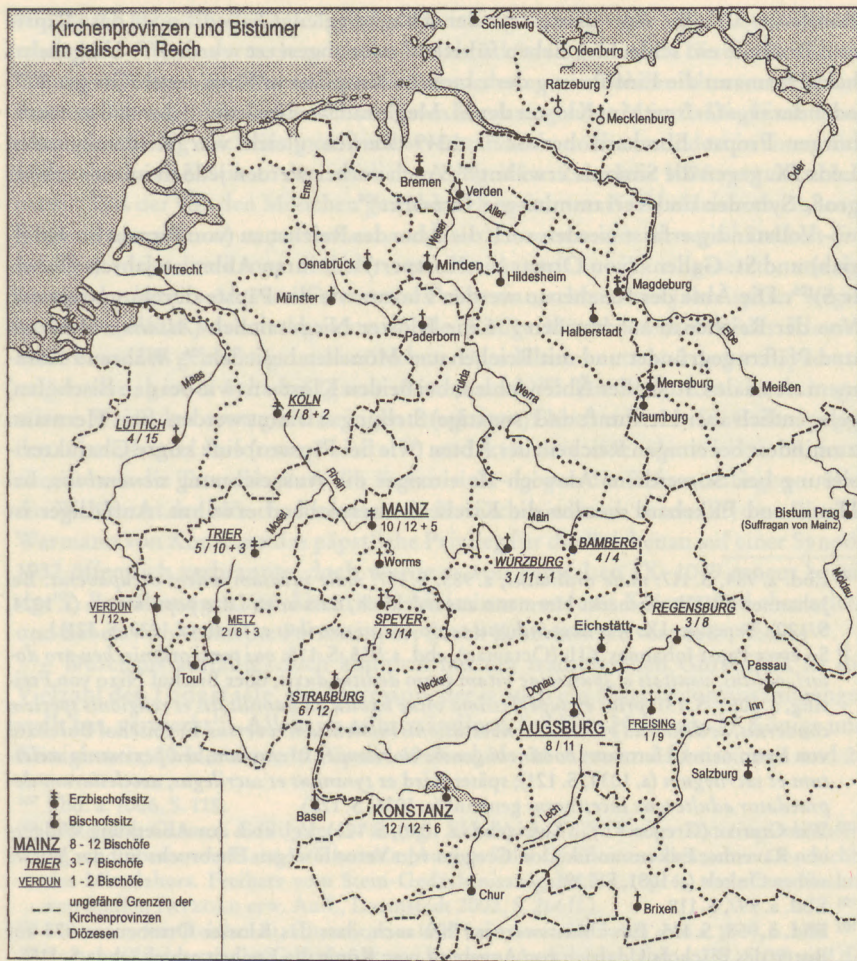 Kirchenprovinzen und Bistümer
im salischen Reich
Schleswig
Oldenburg
Ratzeburg
Mecklenburg
Oder
Bremen
Verden
Ems
Aller
Weser
Utrecht
Osnabrück
Minden
Hildesheim
Magdeburg
Münster
Halberstadt
Elbe
Paderborn
Merseburg
Meißen
Naumburg
Fulda
Werra
Maas
KÖLN
4 / 8 + 2
LÜTTICH
4 / 15
Rhein
Mosel
MAINZ
10 / 12 + 5
Main
Bistum Prag
(Suffragan von Mainz)
TRIER
5 / 10 + 3
BAMBERG
4 / 4
WÜRZBURG
3 / 11
Worms
Moldau
VERDUN
1 / 12
METZ
2 / 8 + 3
SPEYER
7 / 3 /14
REGENSBURG
3 / 8
Eichstätt
Toul
Neckar
Donau
Passau
STRAßBURG
6 / 12
Inn
AUGSBURG
8 / 11
FREISING
1 / 9
Salzburg
Basel
KONSTANZ
12 / 12 + 6
Lech
Chur
Brixen
Erzbischofssitz
Bischofssitz
MAINZ 8 - 12 Bischöfe
TRIER 3 - 7 Bischöfe
VERDUN 1 - 2 Bischöfe
ungefähre Grenzen der
Kirchenprovinzen
Diözesen